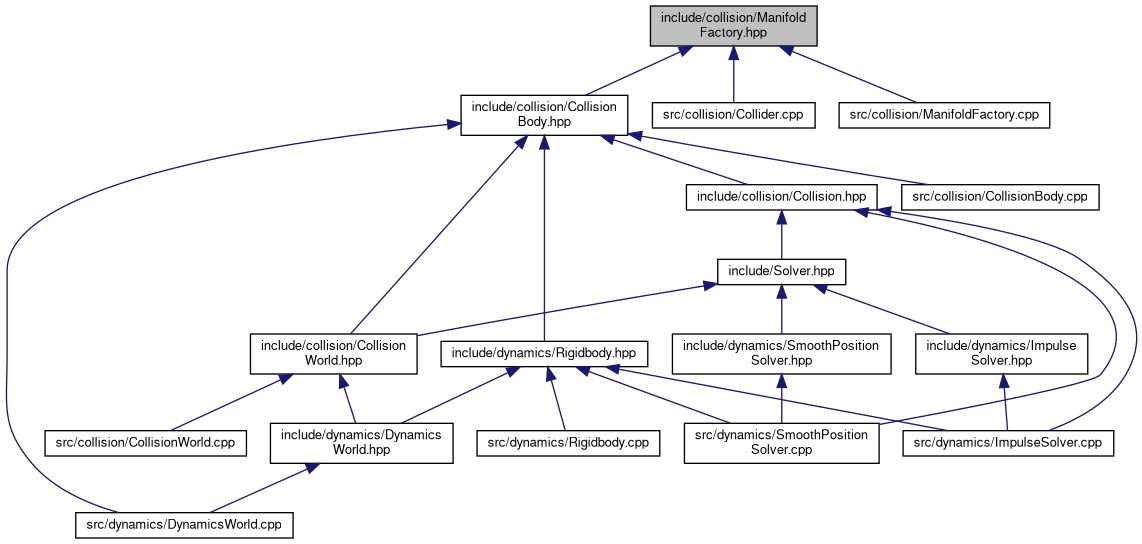 include/collision/Manifold
Factory.hpp
include/collision/Collision
Body.hpp
src/collision/Collider.cpp
src/collision/ManifoldFactory.cpp
include/collision/Collision.hpp
src/collision/CollisionBody.cpp
include/Solver.hpp
include/collision/Collision
World.hpp
include/dynamics/Rigidbody.hpp
include/dynamics/SmoothPosition
Solver.hpp
include/dynamics/Impulse
Solver.hpp
src/collision/CollisionWorld.cpp
include/dynamics/Dynamics
World.hpp
src/dynamics/Rigidbody.cpp
src/dynamics/SmoothPosition
Solver.cpp
src/dynamics/ImpulseSolver.cpp
src/dynamics/DynamicsWorld.cpp